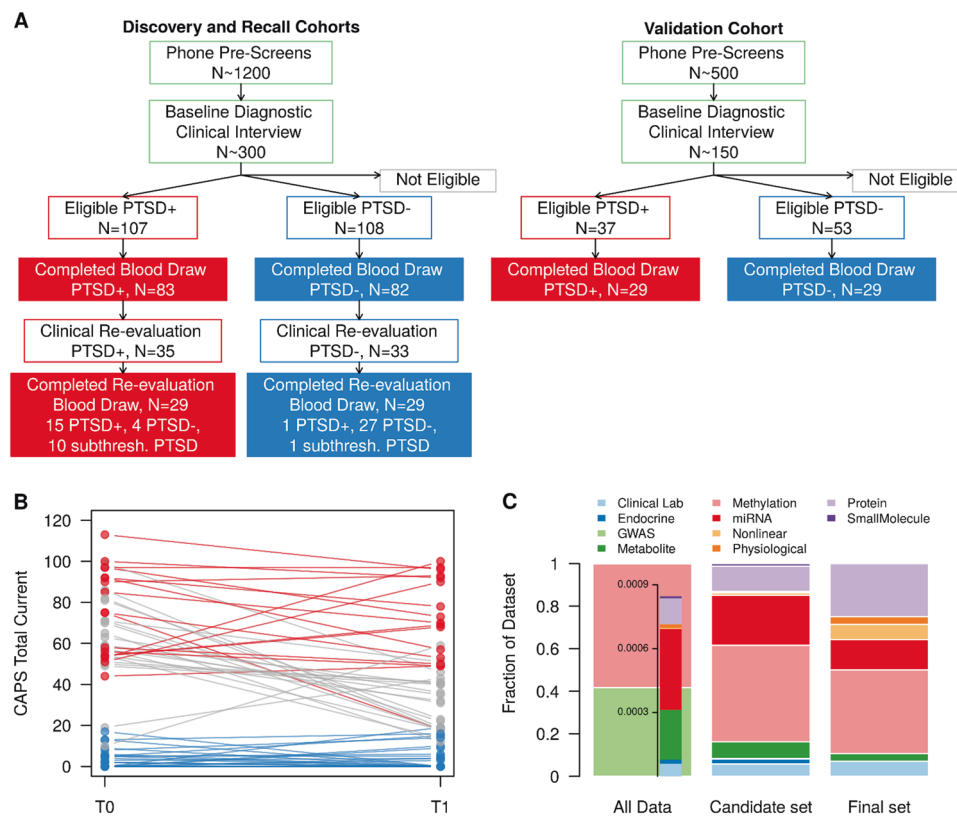 A
Discovery and Recall Cohorts
Phone Pre-Screens
N~1200
Baseline Diagnostic
Clinical Interview
N~300
Not Eligible
Eligible PTSD+
N=107
Eligible PTSD-
N=108
Completed Blood Draw
PTSD+, N=83
Completed Blood Draw
PTSD-, N=82
Clinical Re-evaluation
PTSD+, N=35
Clinical Re-evaluation
PTSD-, N=33
Completed Re-evaluation
Blood Draw, N=29
15 PTSD+, 4 PTSD-,
10 subthresh. PTSD
Completed Re-evaluation
Blood Draw, N=29
1 PTSD+, 27 PTSD-,
1 subthresh. PTSD
Validation Cohort
Phone Pre-Screens
N~500
Baseline Diagnostic
Clinical Interview
N~150
Not Eligible
Eligible PTSD+
N=37
Eligible PTSD-
N=53
Completed Blood Draw
PTSD+, N=29
Completed Blood Draw
PTSD-, N=29
B
CAPS Total Current
120
100
80
60
40
20
0
T0
T1
C
Clinical Lab
Endocrine
GWAS
Metabolite
Methylation
miRNA
Nonlinear
Physiological
Protein
SmallMolecule
Fraction of Dataset
1
0.8
0.6
0.4
0.2
0
0.0009
0.0006
0.0003
All Data
Candidate set
Final set